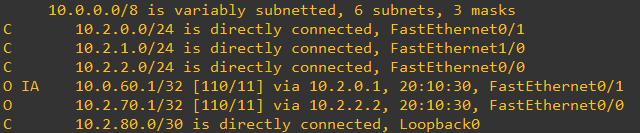 10.0.0.0/8 is variably subnetted, 6 subnets, 3 masks
C 10.2.0.0/24 is directly connected, FastEthernet0/1
C 10.2.1.0/24 is directly connected, FastEthernet1/0
C 10.2.2.0/24 is directly connected, FastEthernet0/0
O IA 10.0.60.1/32 [110/11] via 10.2.0.1, 20:10:30, FastEthernet0/1
O 10.2.70.1/32 [110/11] via 10.2.2.2, 20:10:30, FastEthernet0/0
C 10.2.80.0/30 is directly connected, Loopback0